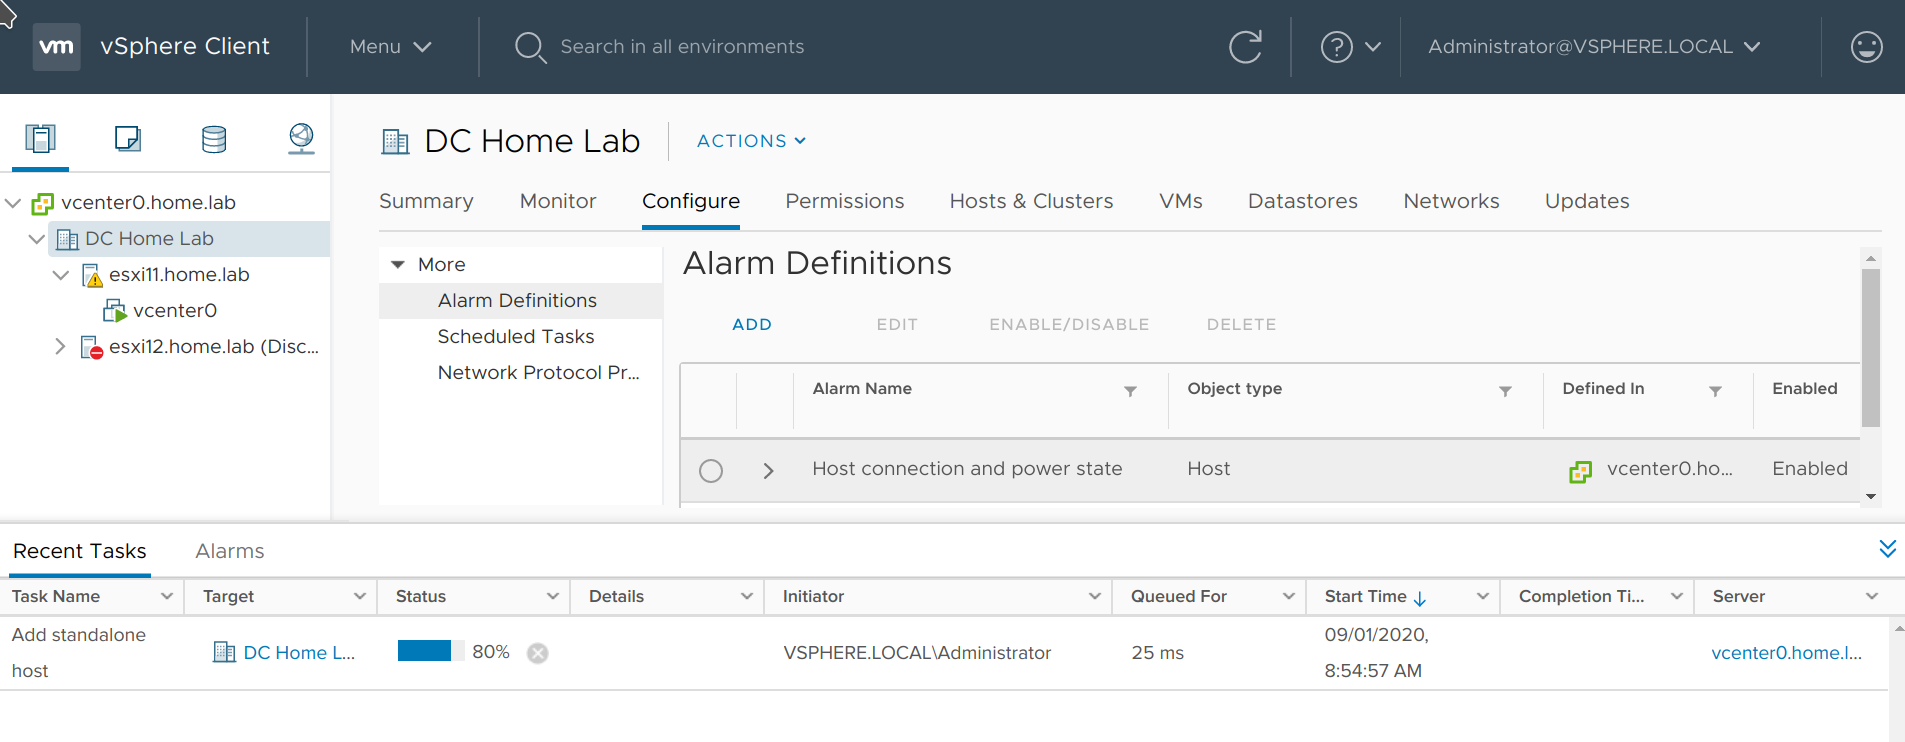 vm vSphere Client Menu Search in all environments ? Administrator@VSPHERE.LOCAL
DC Home Lab ACTIONS
Summary Monitor Configure Permissions Hosts & Clusters VMs Datastores Networks Updates
vcenter0.home.lab
DC Home Lab
esxi11.home.lab
vcenter0
esxi12.home.lab (Disc...
More
Alarm Definitions
Scheduled Tasks
Network Protocol Pr...
Alarm Definitions
ADD EDIT ENABLE/DISABLE DELETE
Alarm Name Object type Defined In Enabled
Host connection and power state Host vcenter0.ho... Enabled
Recent Tasks Alarms
Task Name Target Status Details Initiator Queued For Start Time Completion Ti... Server
Add standalone
host
DC Home L... 80% VSPHERE.LOCAL\Administrator 25 ms
09/01/2020,
8:54:57 AM
vcenter0.home.l...